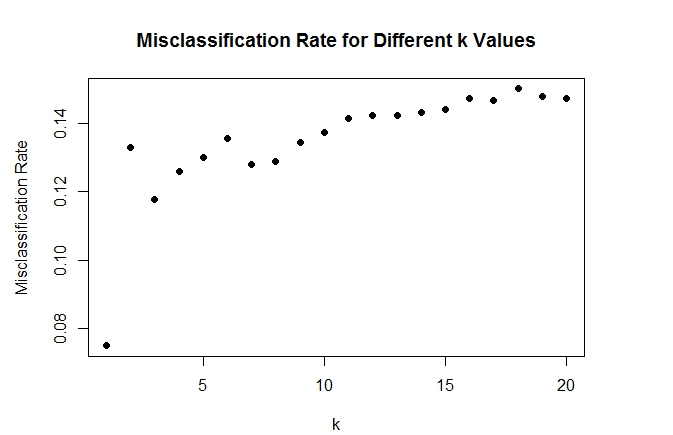 Misclassification Rate for Different k Values
Misclassification Rate
0.14
0.12
0.10
0.08
5 10 15 20
k